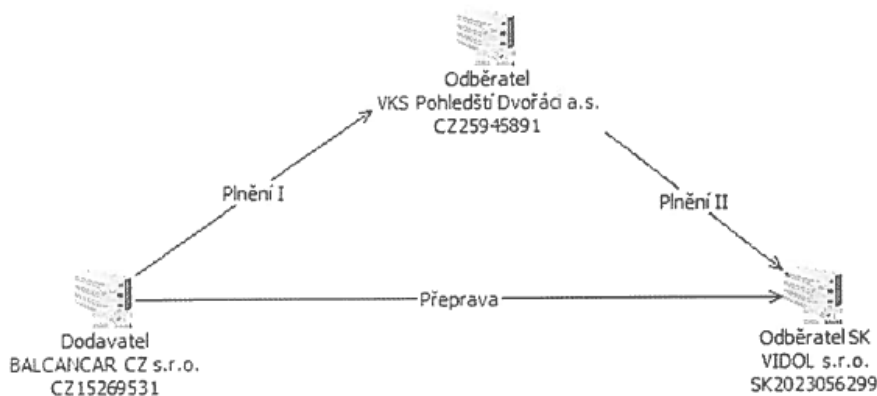 Odběratel
VKS Pohledští Dvořáci a.s.
CZ25945891
Plnění I
Plnění II
Přeprava
Dodavatel
BALCANCAR CZ s.r.o.
CZ15269531
Odběratel SK
VIDOL s.r.o.
SK2023056299